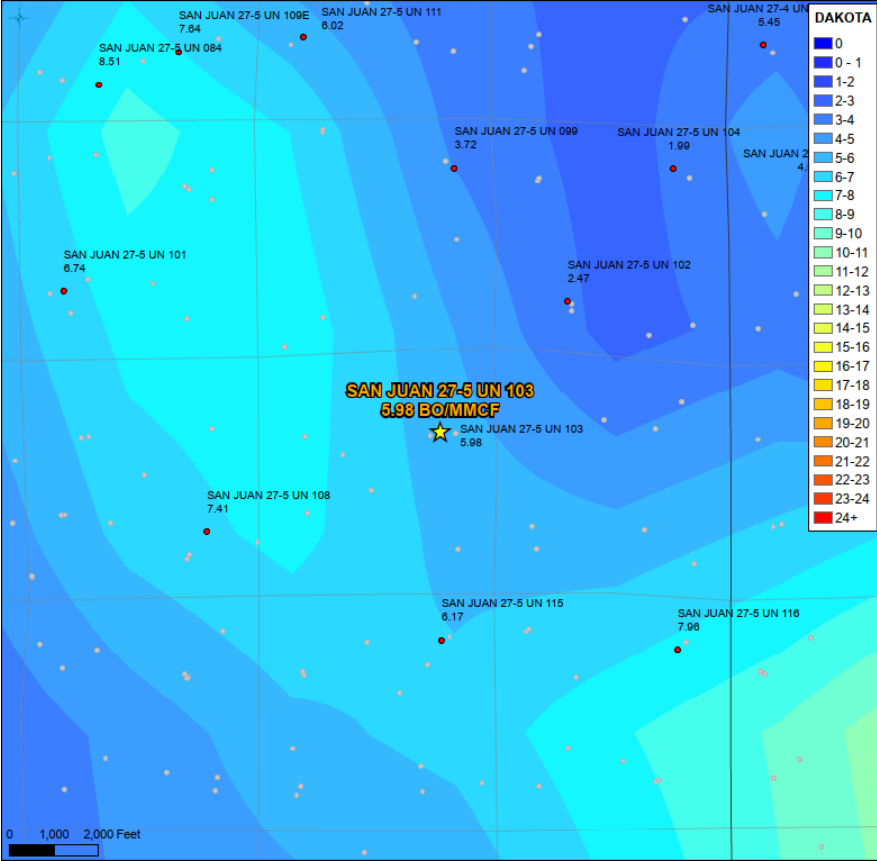 SAN JUAN 27-5 UN 109E
7.64
SAN JUAN 27-5 UN 111
6.02
SAN JUAN 27-4 UN
5.45
SAN JUAN 27-5 UN 084
8.51
SAN JUAN 27-5 UN 099
3.72
SAN JUAN 27-5 UN 104
1.99
SAN JUAN 2
4.
SAN JUAN 27-5 UN 101
6.74
SAN JUAN 27-5 UN 102
2.47
SAN JUAN 27-5 UN 103
5.98 BO/MMCF
SAN JUAN 27-5 UN 103
5.98
SAN JUAN 27-5 UN 108
7.41
SAN JUAN 27-5 UN 115
6.17
SAN JUAN 27-5 UN 116
7.96
0 1,000 2,000 Feet
DAKOTA
0
0 - 1
1-2
2-3
3-4
4-5
5-6
6-7
7-8
8-9
9-10
10-11
11-12
12-13
13-14
14-15
15-16
16-17
17-18
18-19
19-20
20-21
21-22
22-23
23-24
24+